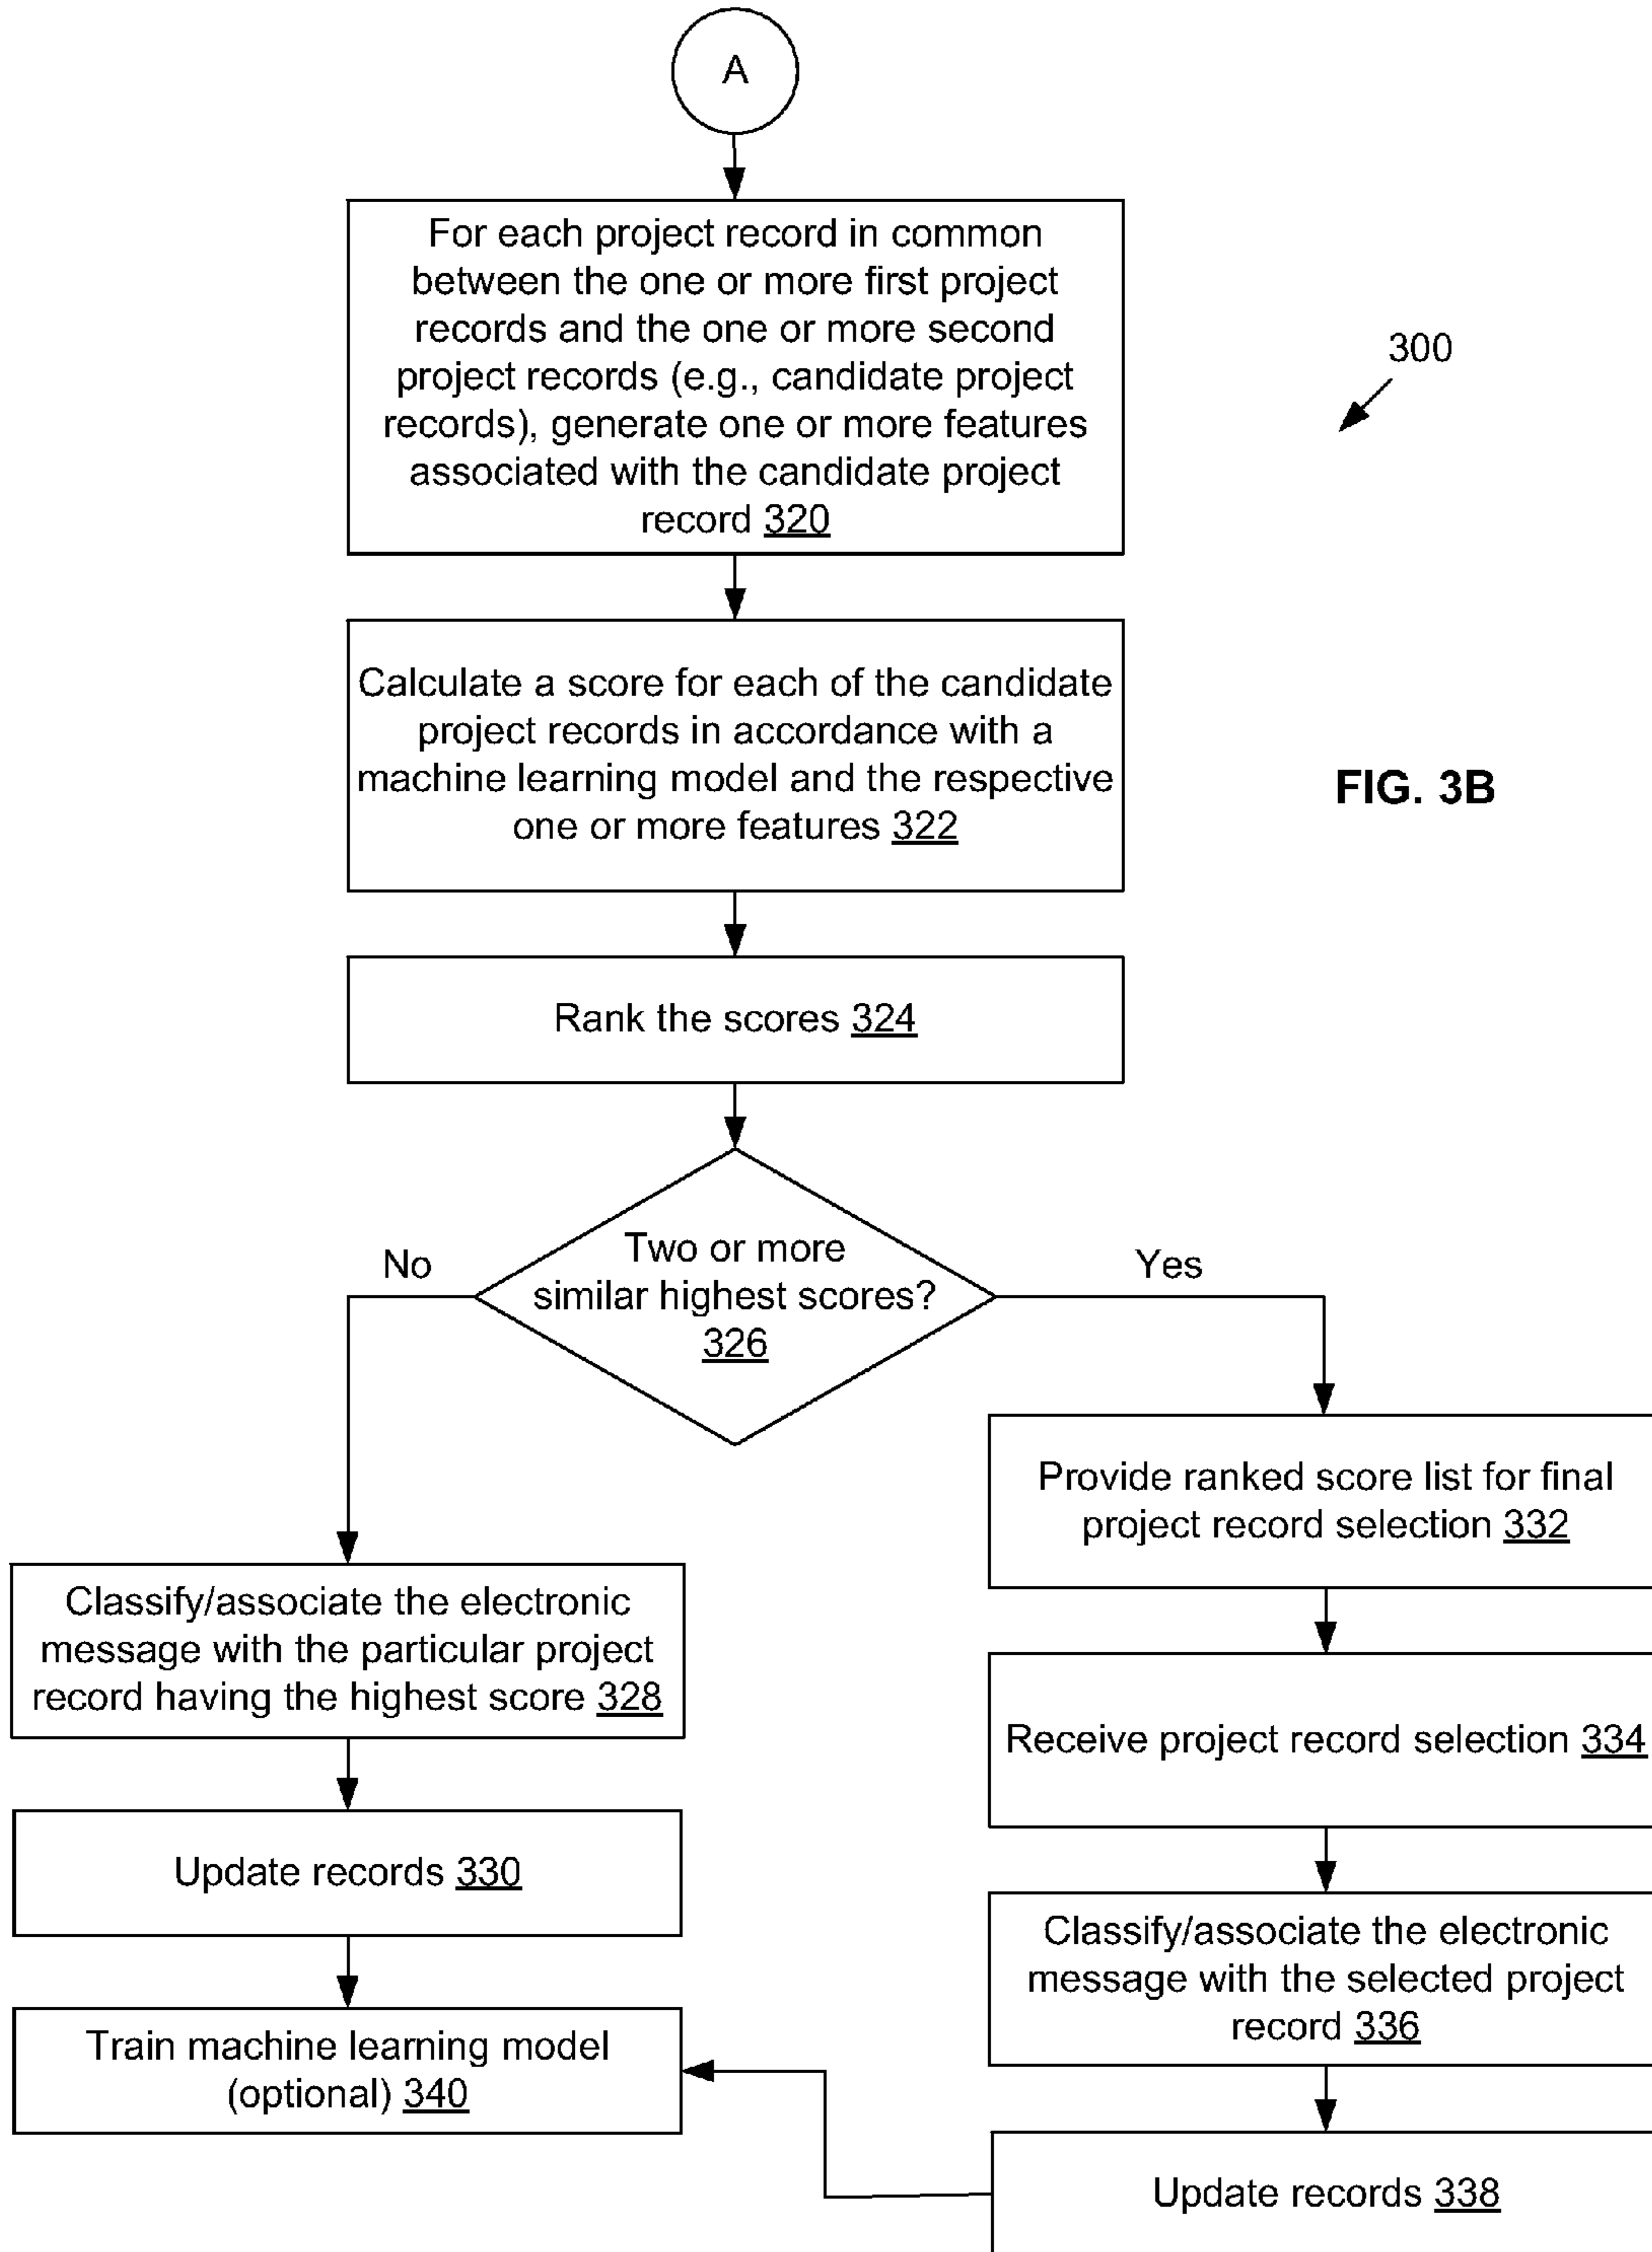 A
For each project record in common
between the one or more first project
records and the one or more second
project records (e.g., candidate project
records), generate one or more features
associated with the candidate project
record 320
300
Calculate a score for each of the candidate
project records in accordance with a
machine learning model and the respective
one or more features 322
FIG. 3B
Rank the scores 324
Two or more
similar highest scores?
326
No
Yes
Classify/associate the electronic
message with the particular project
record having the highest score 328
Update records 330
Train machine learning model
(optional) 340
Provide ranked score list for final
project record selection 332
Receive project record selection 334
Classify/associate the electronic
message with the selected project
record 336
Update records 338